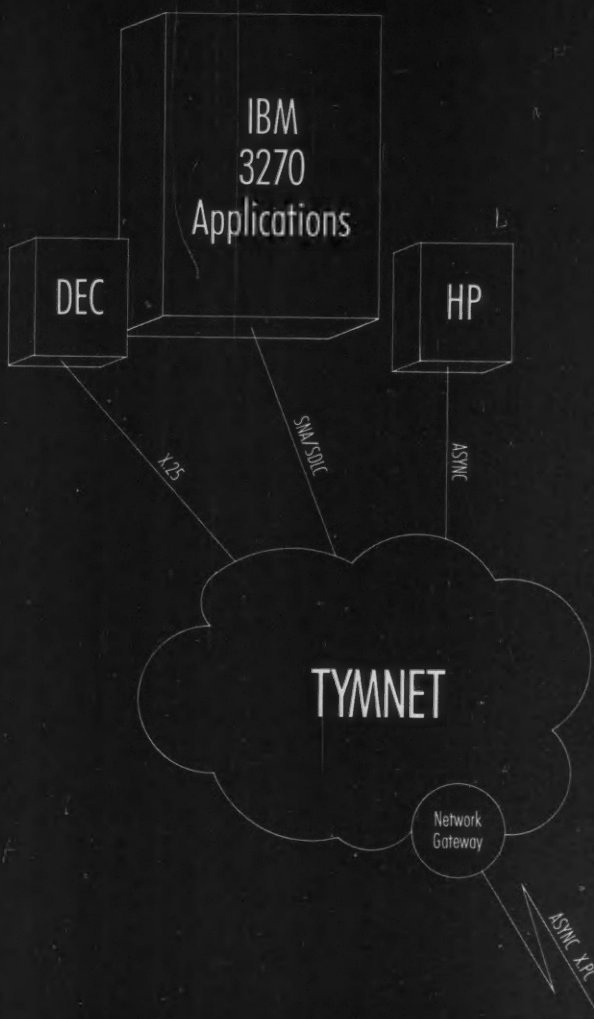 IBM
3270
Applications
DEC
HP
X.25
SNA/SDLC
ASYNC
TYMNET
Network
Gateway
ASYNC X.PC